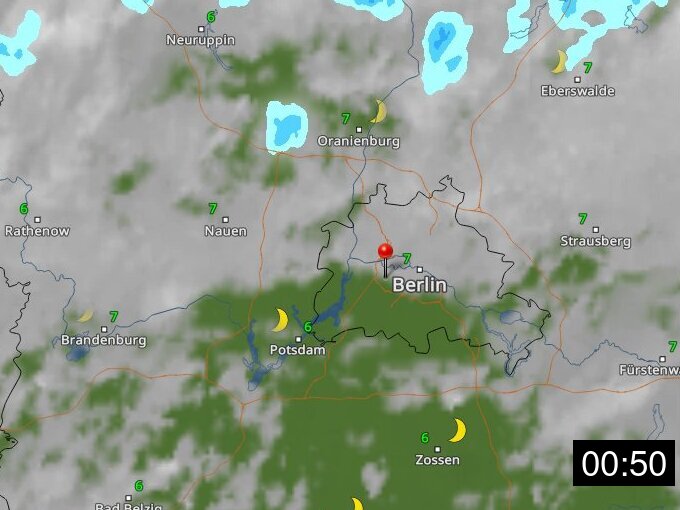 6
Neuruppin
7
Eberswalde
7
Oranienburg
6
Rathenow
7
Nauen
7
Strausberg
7
Berlin
7
Brandenburg
6
Potsdam
7
Fürstenwa
6
Zossen
00:50
6
Bad Belzig